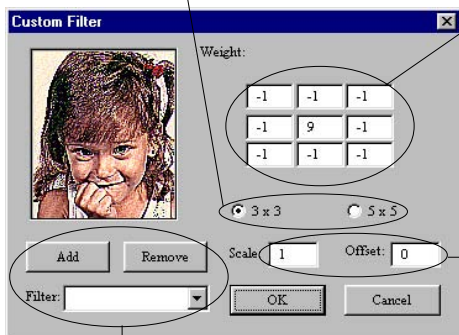 Custom Filter
Weight:
-1 -1 -1
-1 9 -1
-1 -1 -1
3 x 3 5 x 5
Add Remove Scale: 1 Offset: 0
Filter: OK Cancel